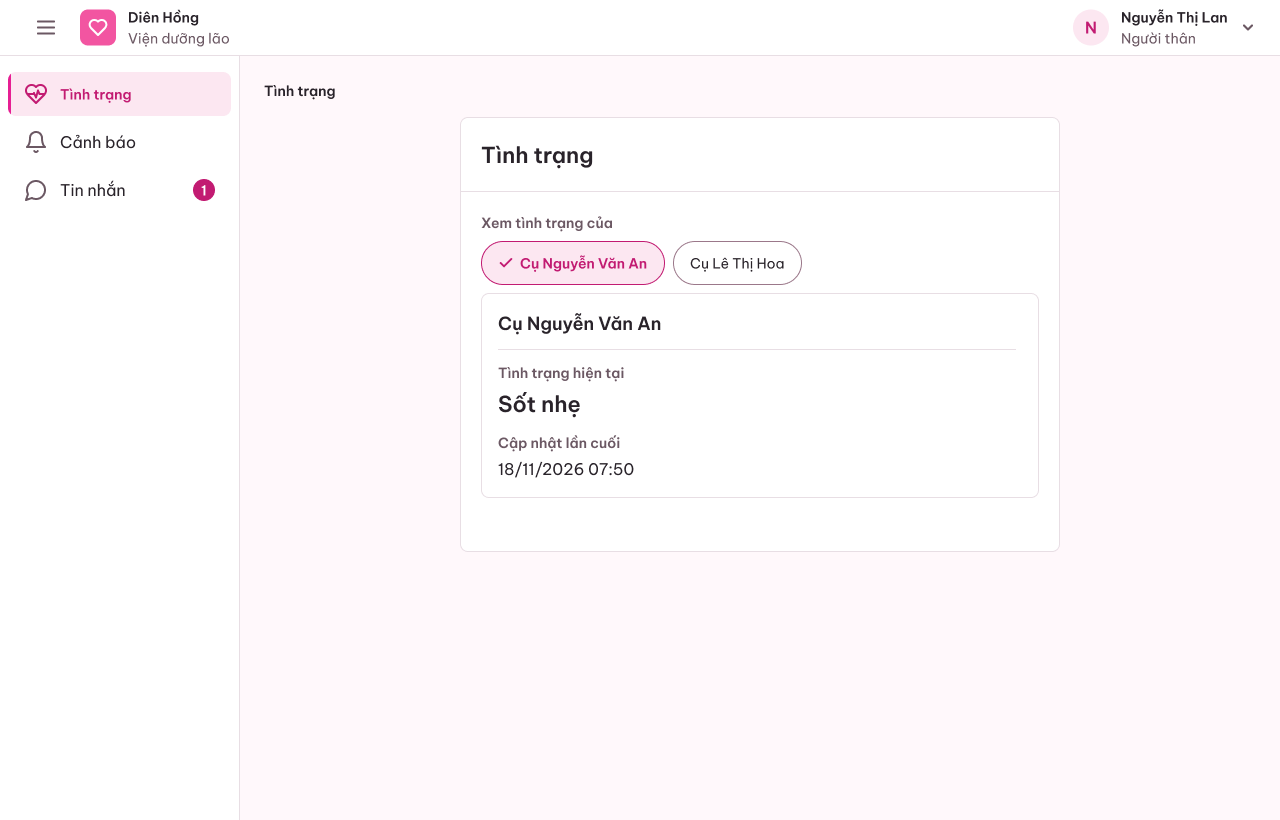 Diên Hồng
Viện dưỡng lão
N
Nguyễn Thị Lan
Người thân
Tình trạng
Cảnh báo
Tin nhắn
1
Tình trạng
Tình trạng
Xem tình trạng của
Cụ Nguyễn Văn An
Cụ Lê Thị Hoa
Cụ Nguyễn Văn An
Tình trạng hiện tại
Sốt nhẹ
Cập nhật lần cuối
18/11/2026 07:50